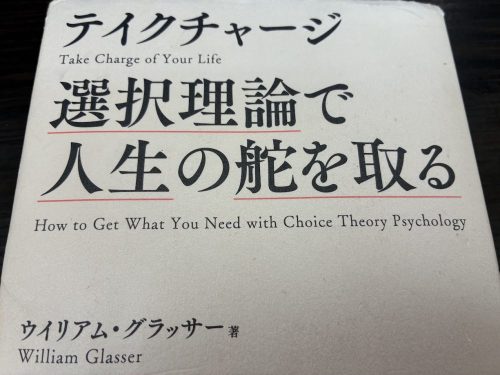 テイクチャージ
Take Charge of Your Life
選択理論で
人生の舵を取る
How to Get What You Need with Choice Theory Psychology
ウイリアム・グラッサー 著
William Glasser